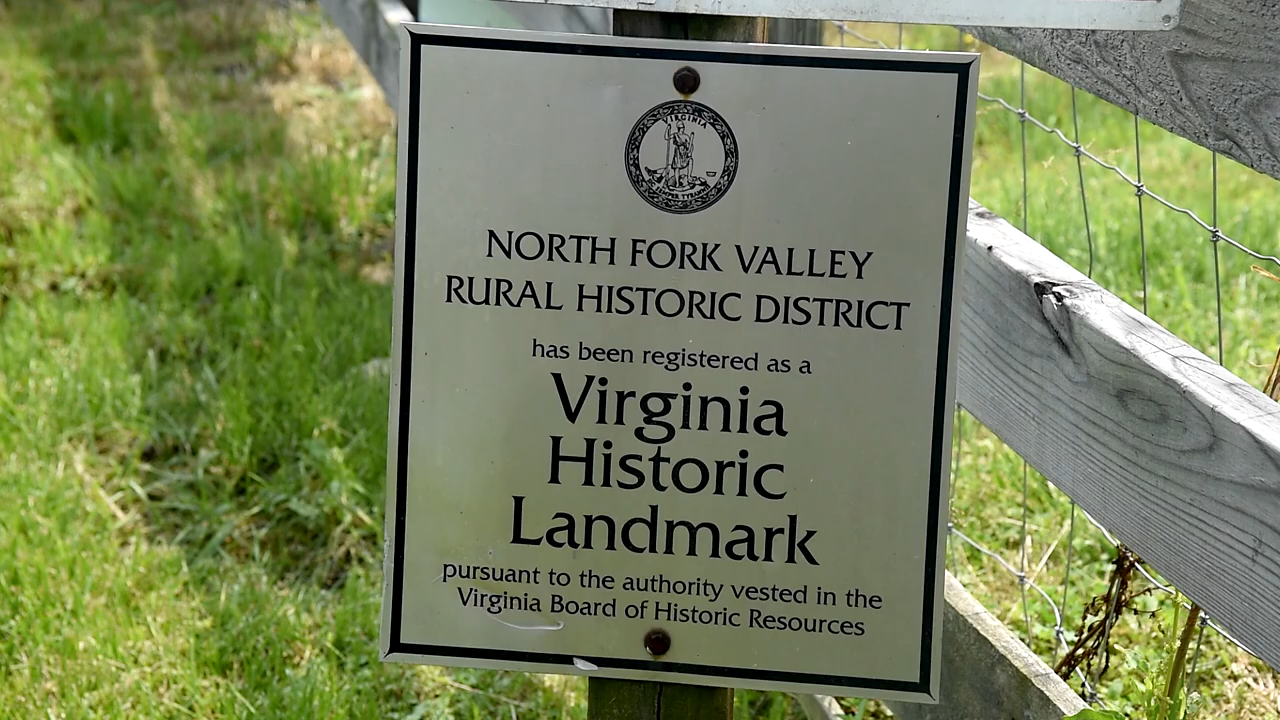 VIRGINIA
NORTH FORK VALLEY
RURAL HISTORIC DISTRICT
has been registered as a
Virginia
Historic
Landmark
pursuant to the authority vested in the
Virginia Board of Historic Resources